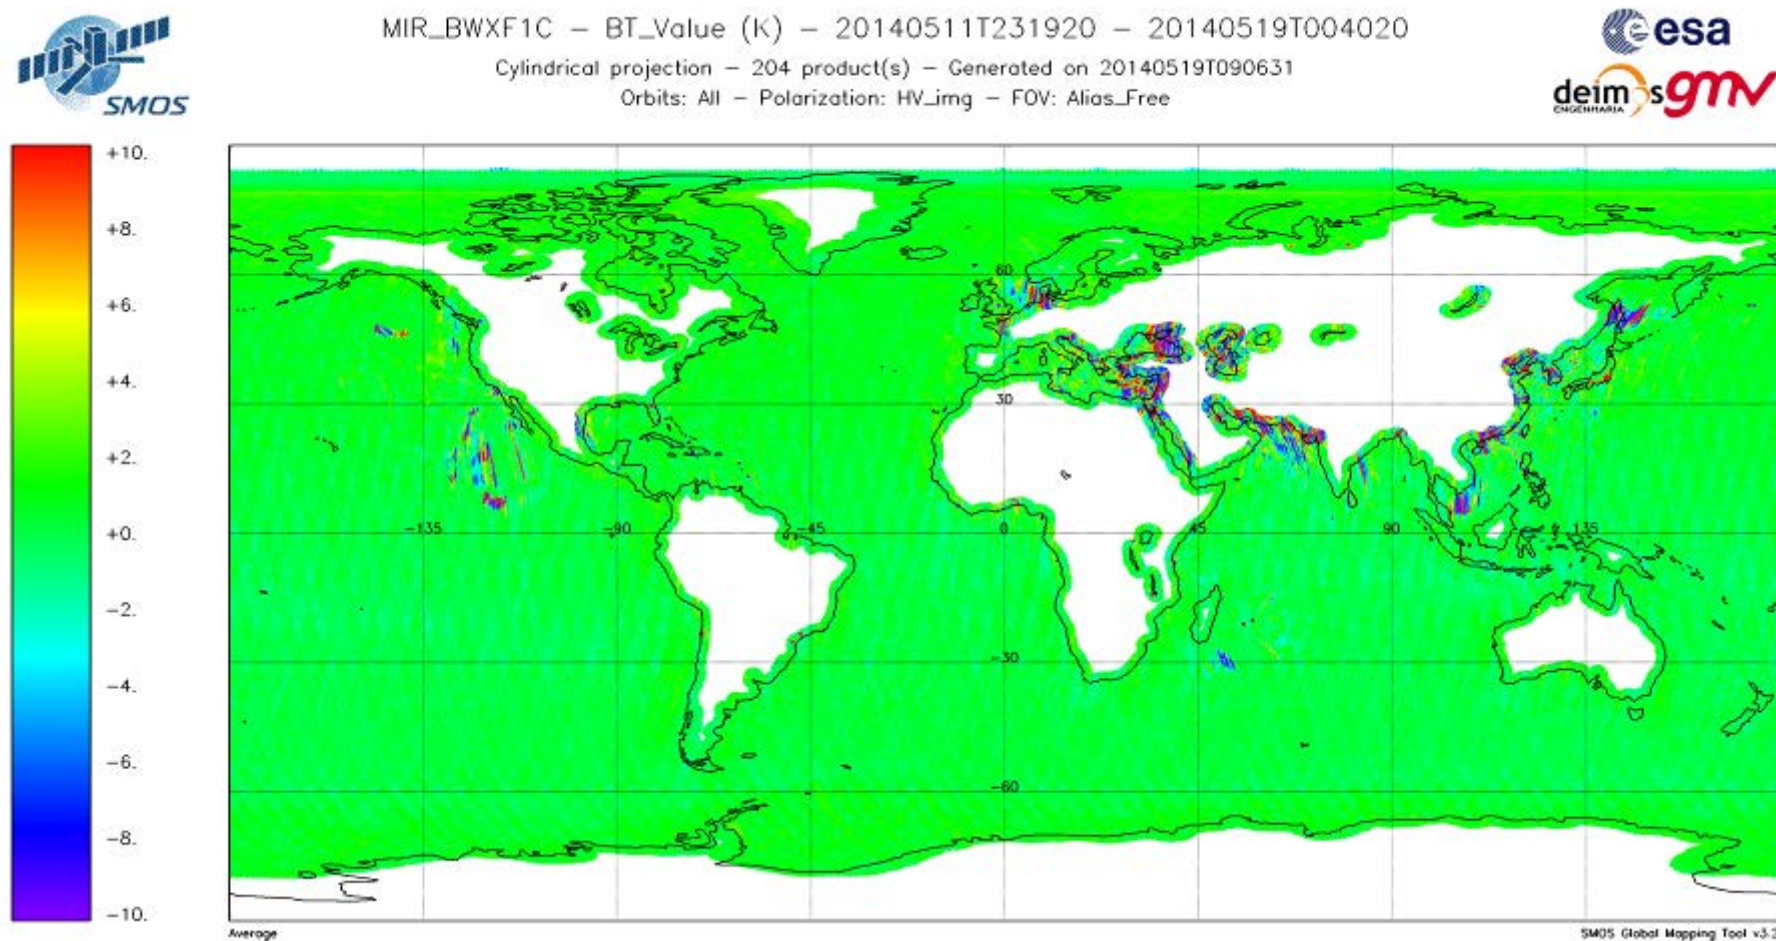 SMOS
MIR_BWXF1C – BT_Value (K) – 20140511T231920 – 20140519T004020
Cylindrical projection – 204 product(s) – Generated on 20140519T090631
Orbits: All – Polarization: HV_img – FOV: Alias_Free
esa
deimos
ENGENHARIA
gmv
+10.
+8.
+6.
+4.
+2.
+0.
−2.
−4.
−6.
−8.
−10.
60
30
−135
−90
−45
0
45
90
135
−30
−60
Average
SMOS Global Mapping Tool